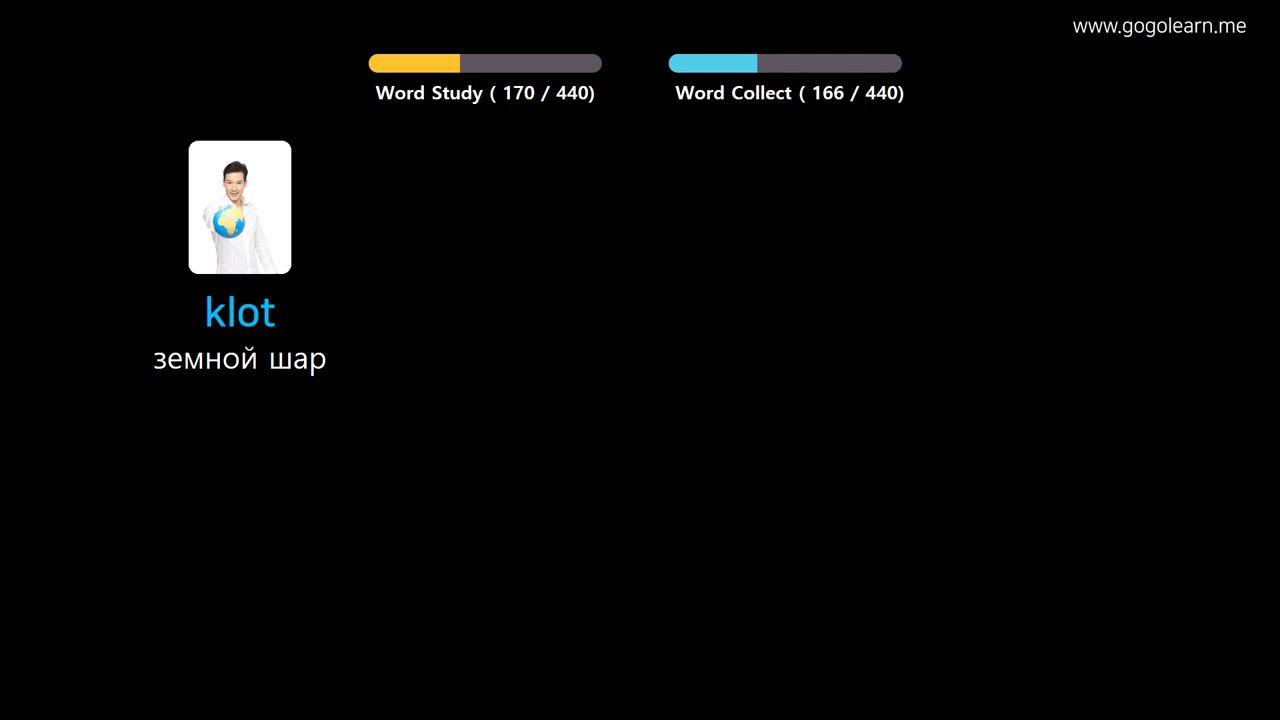 www.gogolearn.me
Word Study ( 170 / 440)
Word Collect ( 166 / 440)
klot
земной шар